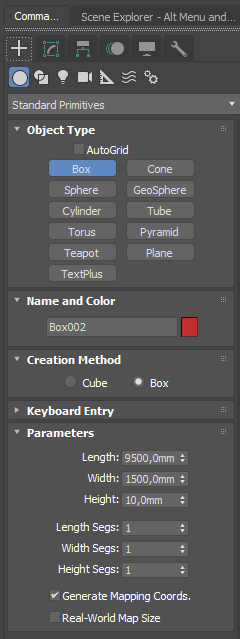 Comma... Scene Explorer - Alt Menu and...
Standard Primitives
Object Type
AutoGrid
Box Cone
Sphere GeoSphere
Cylinder Tube
Torus Pyramid
Teapot Plane
TextPlus
Name and Color
Box002
Creation Method
Cube Box
Keyboard Entry
Parameters
Length: 9500,0mm
Width: 1500,0mm
Height: 10,0mm
Length Segs: 1
Width Segs: 1
Height Segs: 1
Generate Mapping Coords.
Real-World Map Size